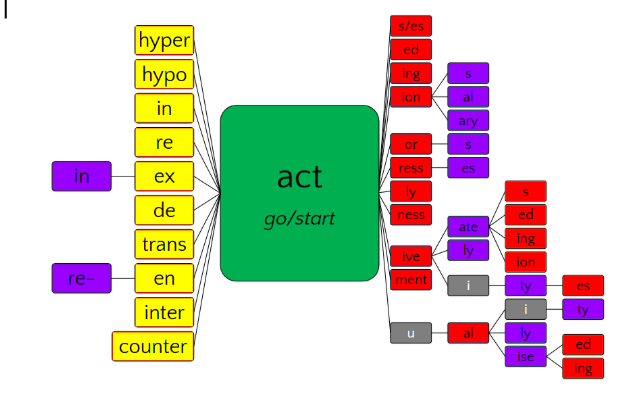 hyper
hypo
in
re
in
ex
de
trans
re-
en
inter
counter
act
go/start
s/es
ed
ing
ion
s
al
ary
or
s
ress
es
ly
ness
ive
ate
s
ed
ing
ion
ly
i
ty
es
ment
u
al
i
ty
ly
ise
ed
ing